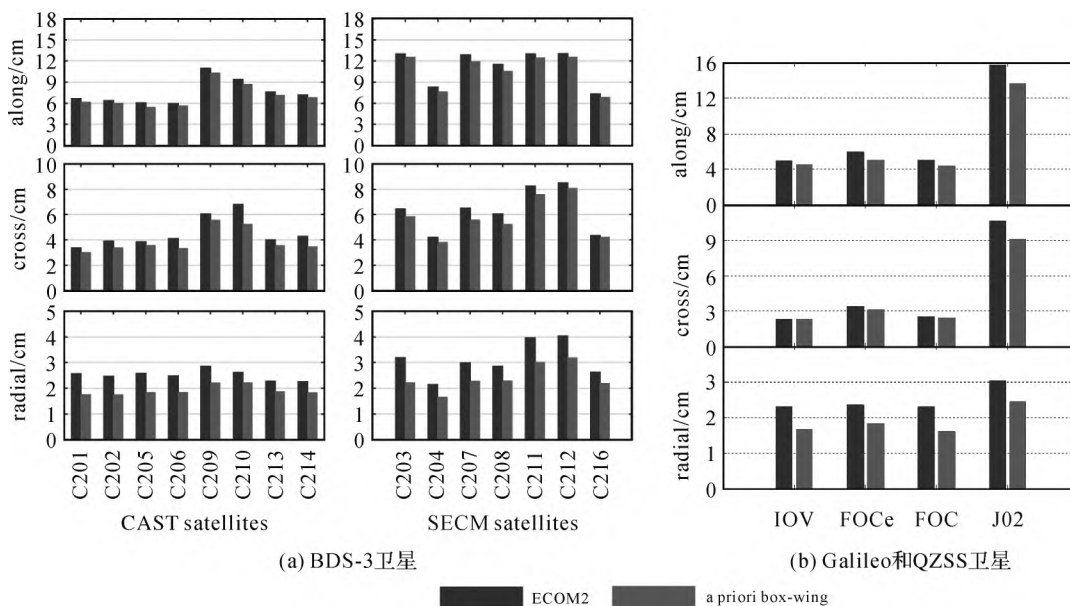 along/cm
18
15
12
9
6
3
0
cross/cm
10
8
6
4
2
0
radial/cm
5
4
3
2
1
0
C201
C202
C205
C206
C209
C210
C213
C214
CAST satellites
18
15
12
9
6
3
0
10
8
6
4
2
0
5
4
3
2
1
0
C203
C204
C207
C208
C211
C212
C216
SECM satellites
(a) BDS-3卫星
along/cm
16
12
8
4
0
cross/cm
9
6
3
0
radial/cm
3
2
1
0
IOV
FOCe
FOC
J02
(b) Galileo和QZSS卫星
ECOM2
a priori box-wing